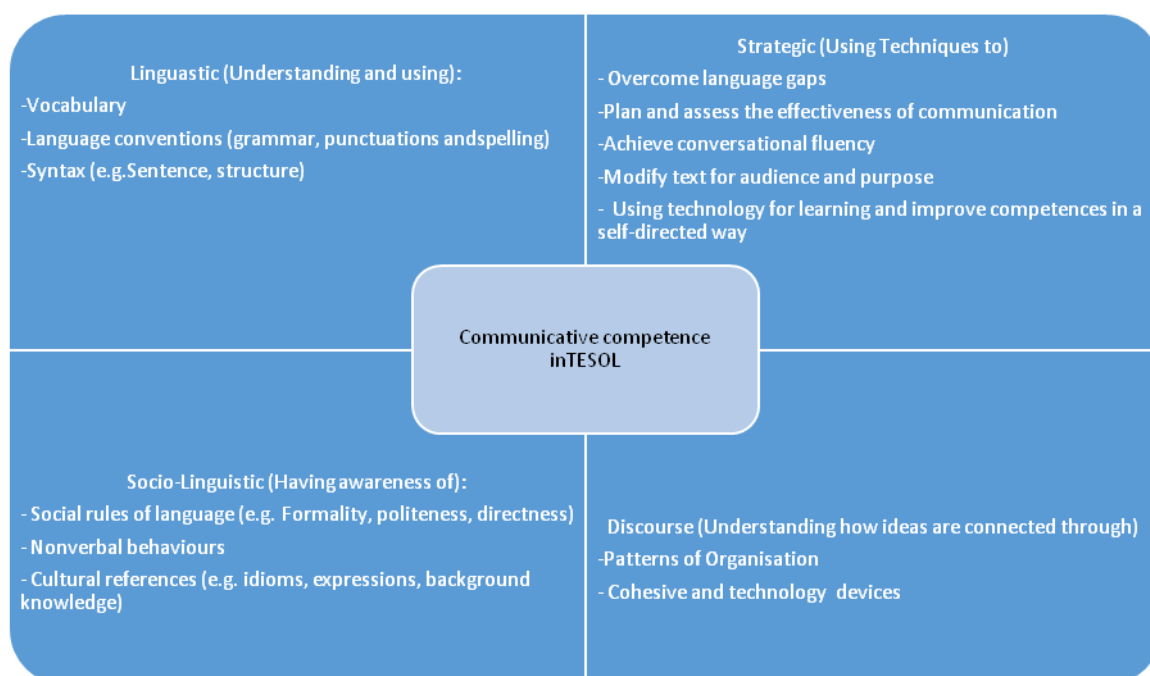 Linguastic (Understanding and using):
-Vocabulary
-Language conventions (grammar, punctuations andspelling)
-Syntax (e.g.Sentence, structure)
Strategic (Using Techniques to)
- Overcome language gaps
-Plan and assess the effectiveness of communication
-Achieve conversational fluency
-Modify text for audience and purpose
- Using technology for learning and improve competences in a
self-directed way
Communicative competence
inTESOL
Socio-Linguistic (Having awareness of):
- Social rules of language (e.g. Formality, politeness, directness)
- Nonverbal behaviours
- Cultural references (e.g. idioms, expressions, background
knowledge)
Discourse (Understanding how ideas are connected through)
-Patterns of Organisation
- Cohesive and technology devices